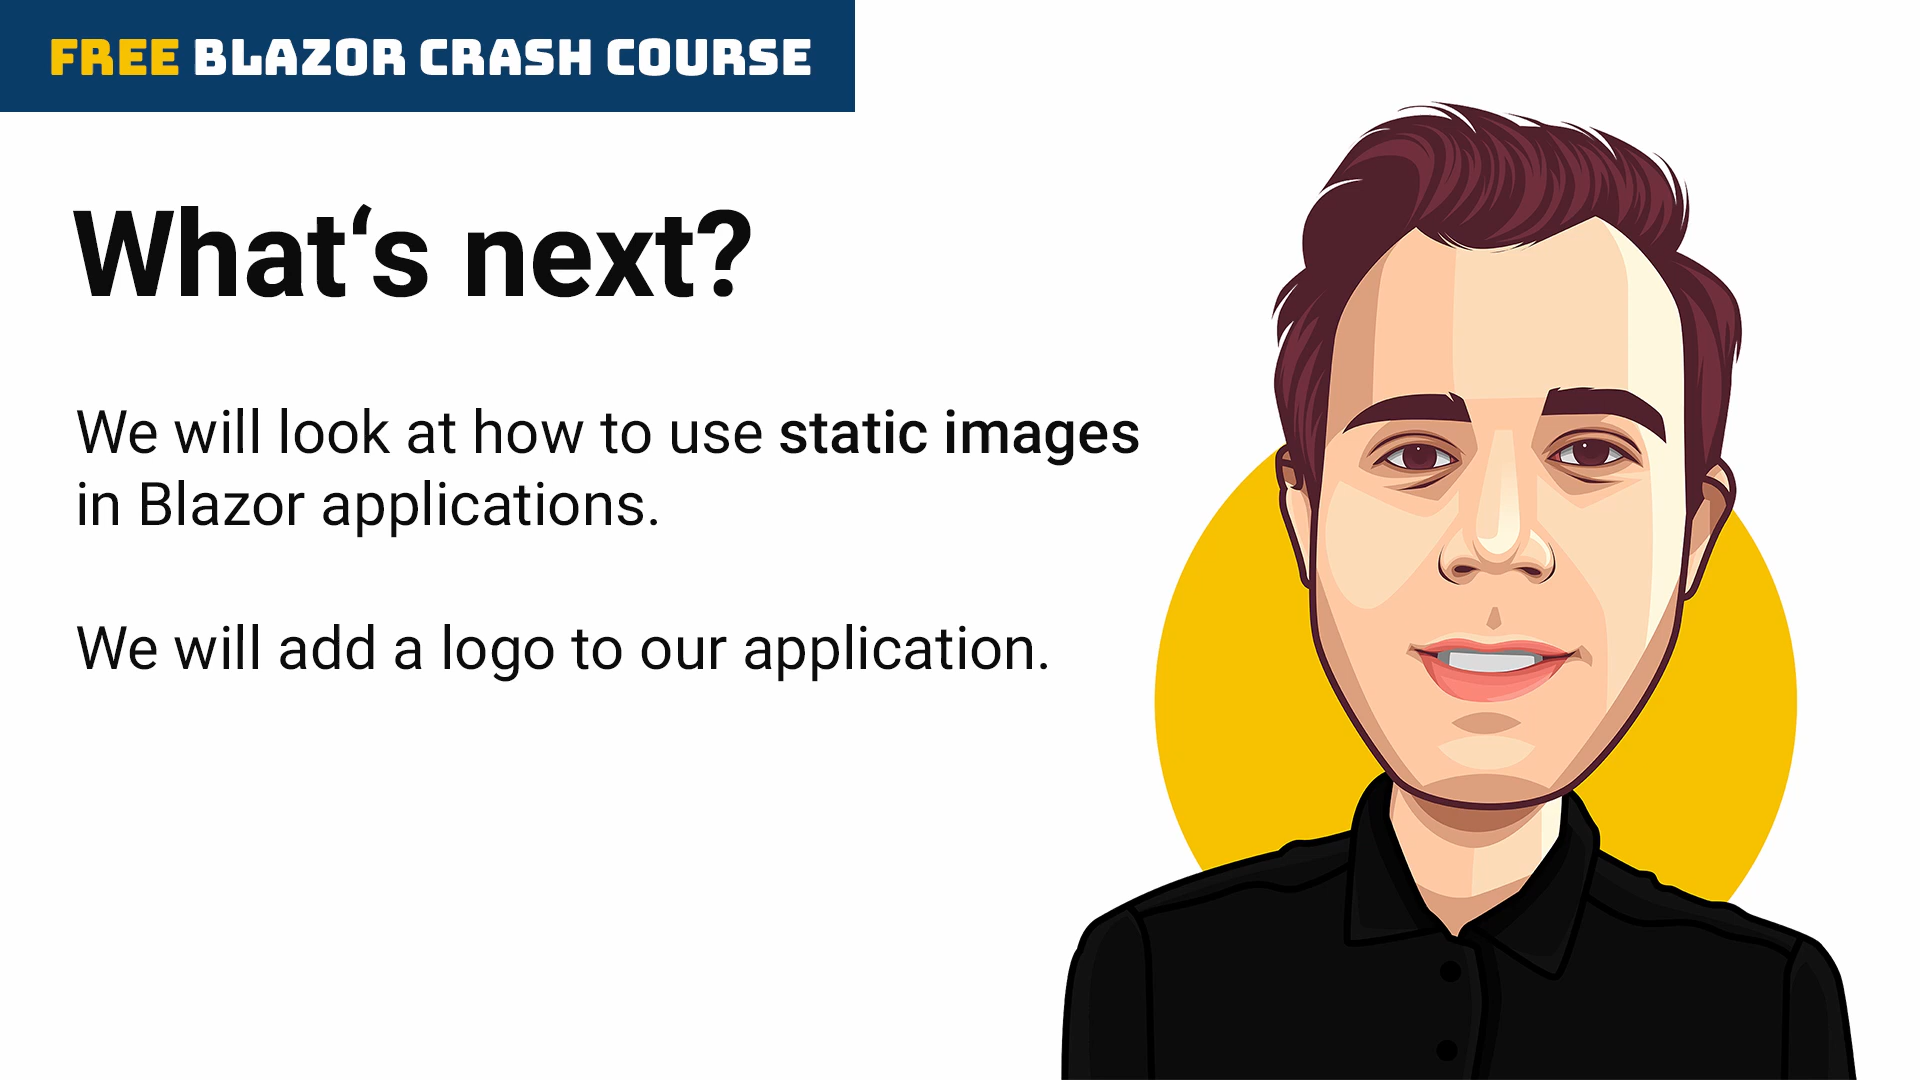 FREE BLAZOR CRASH COURSE
What‘s next?
We will look at how to use static images
in Blazor applications.
We will add a logo to our application.